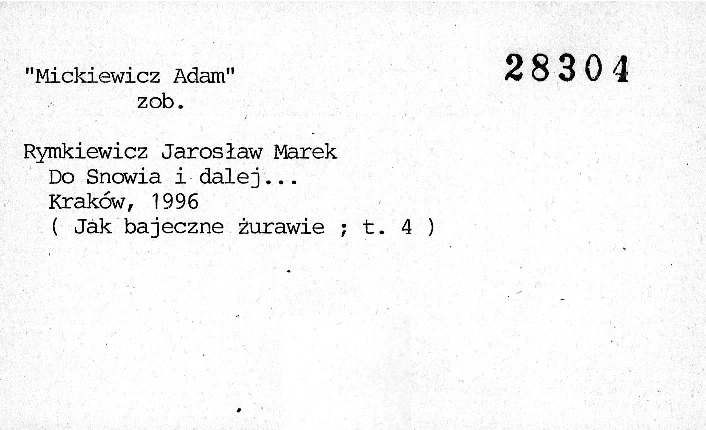 "Mickiewicz Adam"
28304
zob.
Rymkiewicz Jarosław Marek
Do Snowia i dalej...
Kraków, 1996
( Jak bajeczne żurawie ; t. 4 )